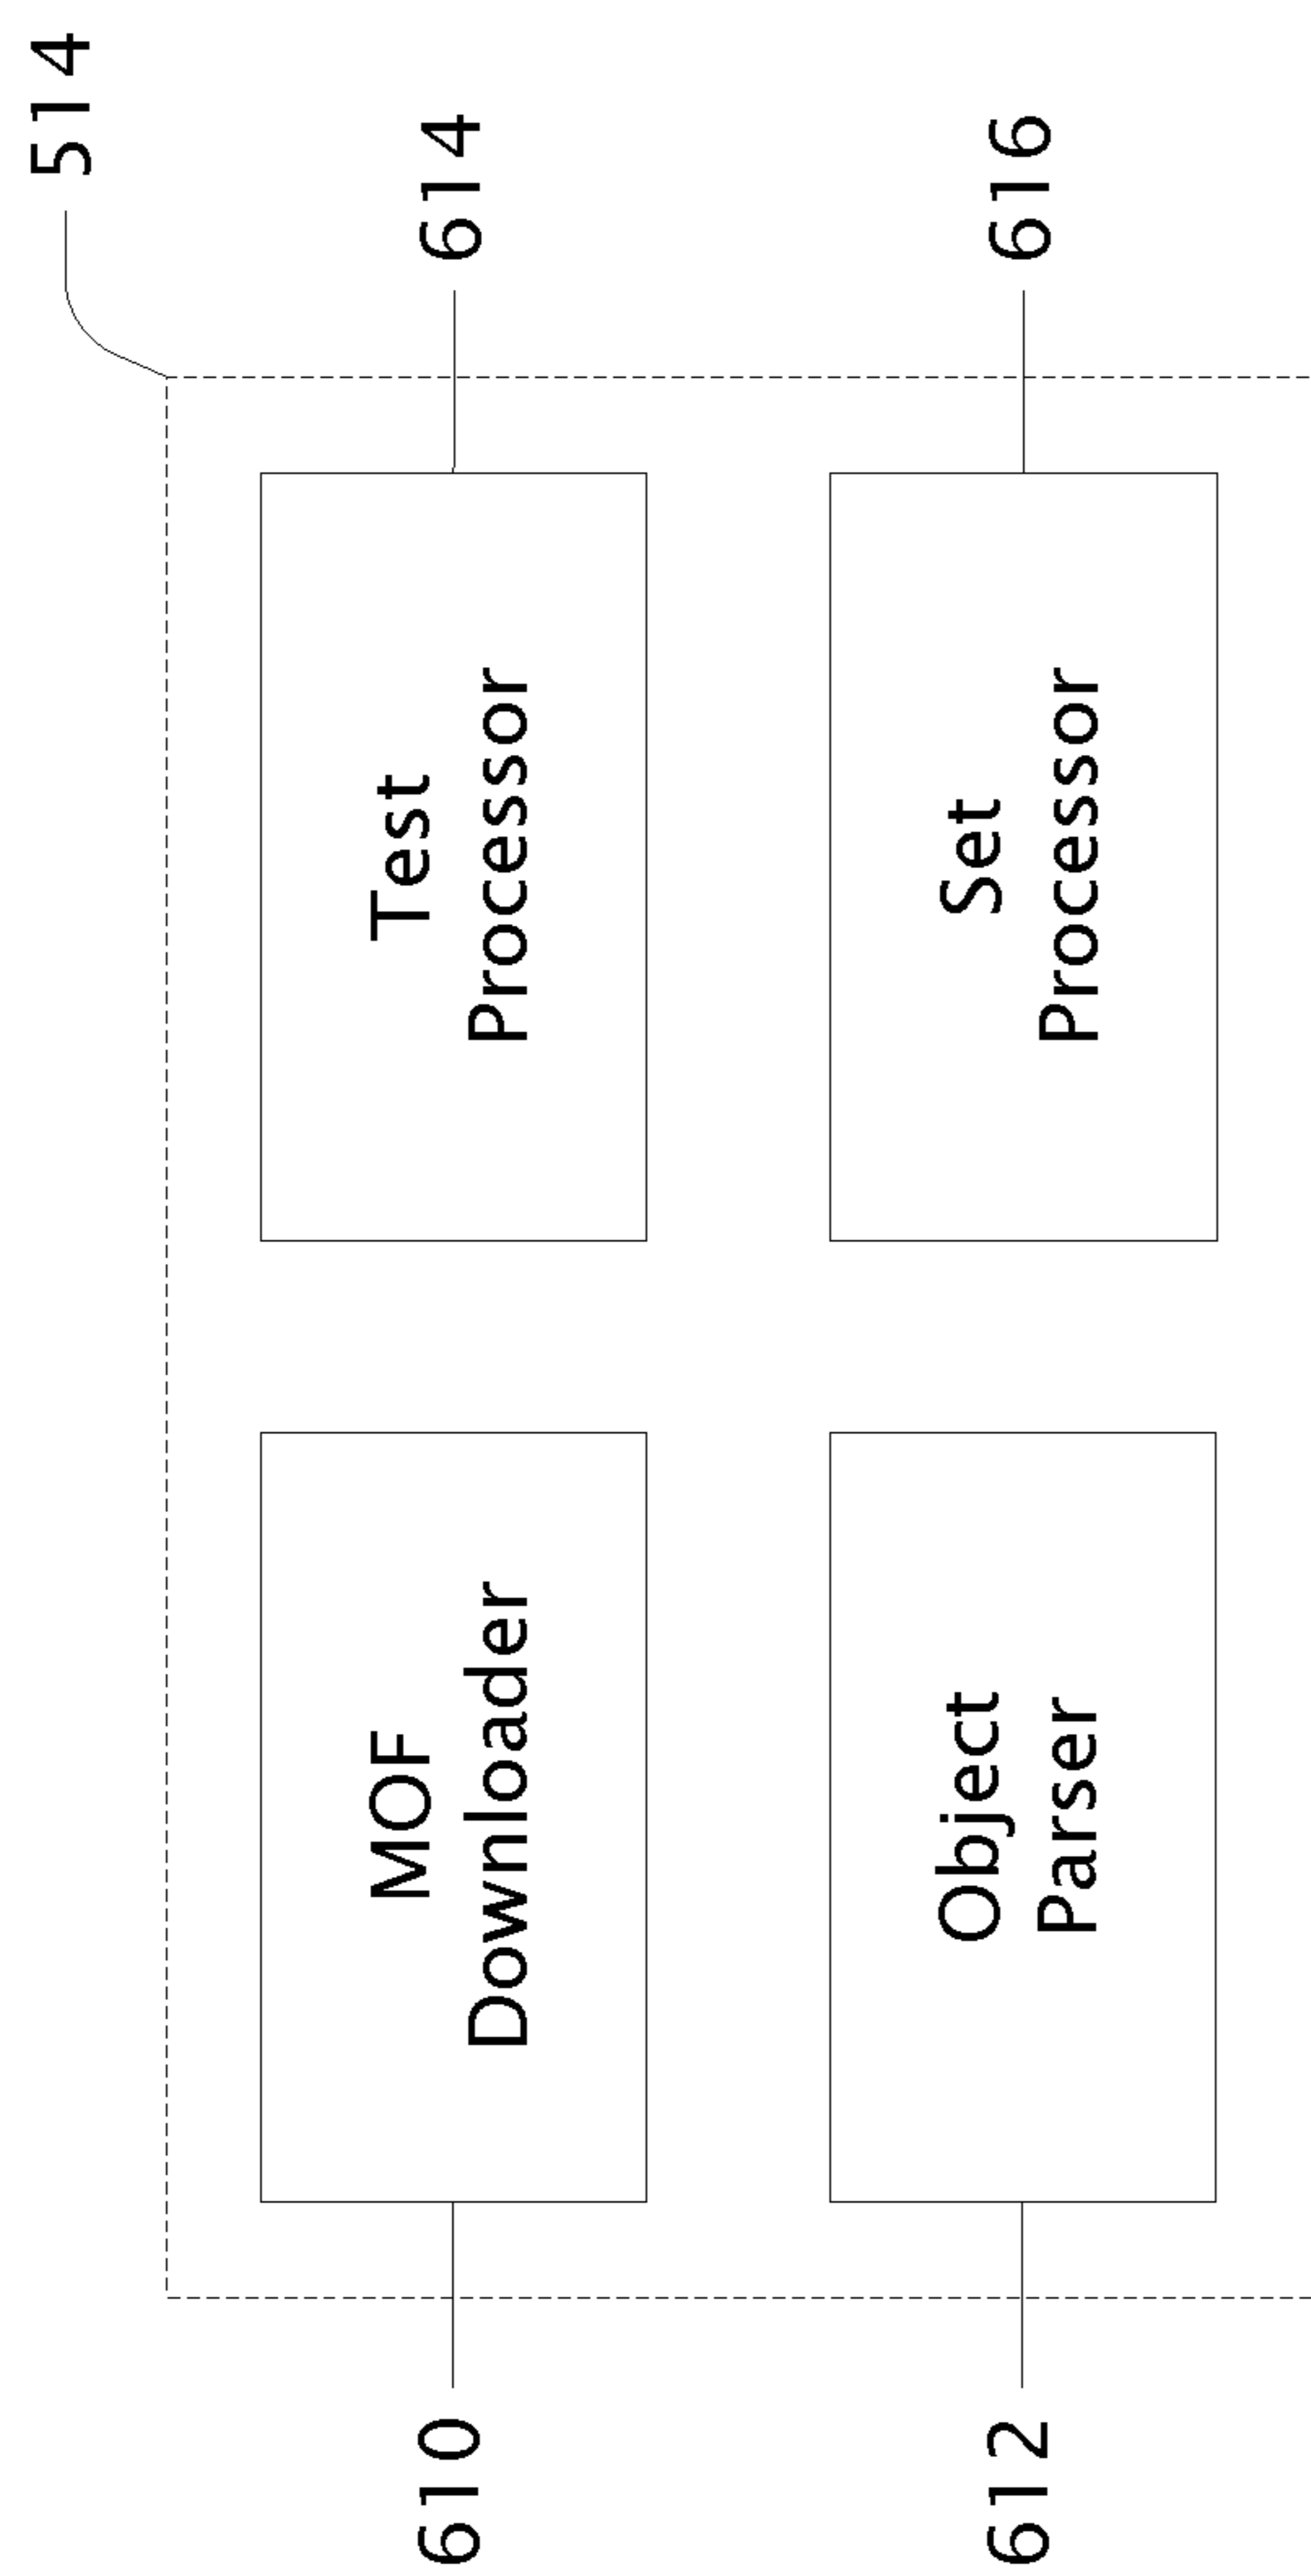 514
610
MOF
Downloader
Test
Processor
614
612
Object
Parser
Set
Processor
616